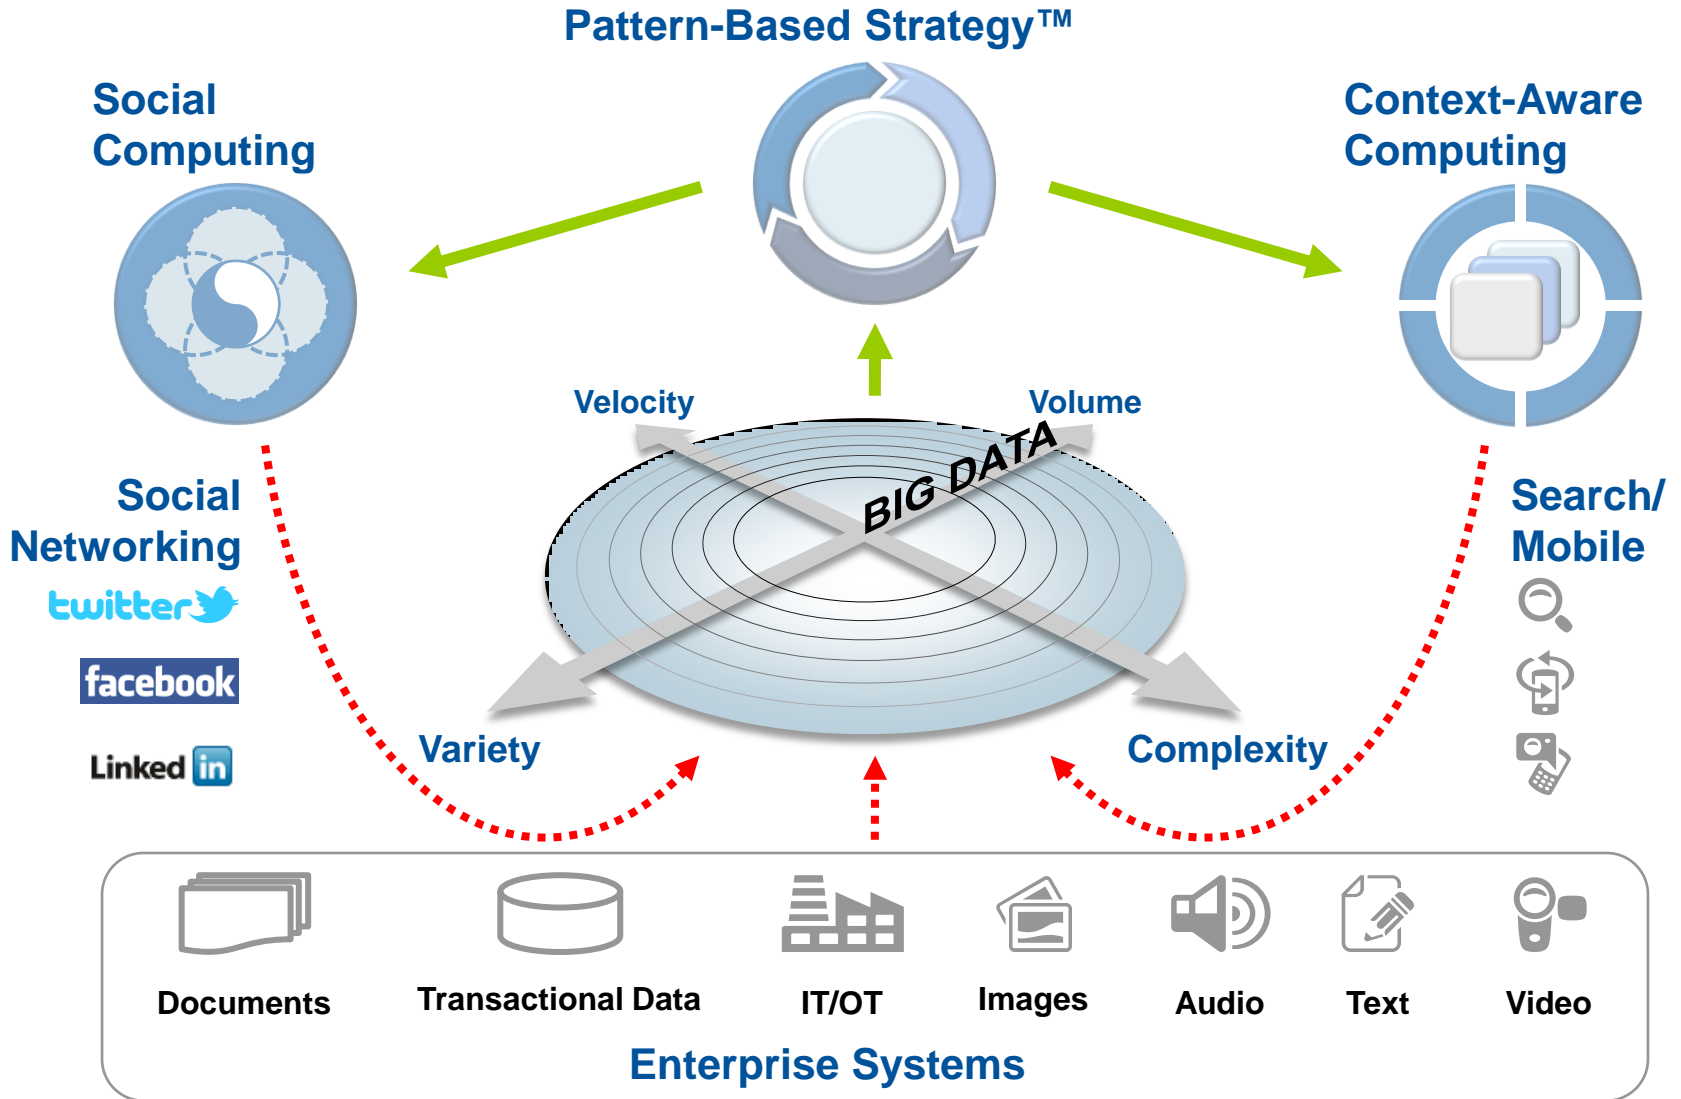 Pattern-Based Strategy™
Social
Computing
Context-Aware
Computing
Velocity
Volume
BIG DATA
Social
Networking
twitter
facebook
Linked in
Search/
Mobile
Variety
Complexity
Documents
Transactional Data
IT/OT
Images
Audio
Text
Video
Enterprise Systems